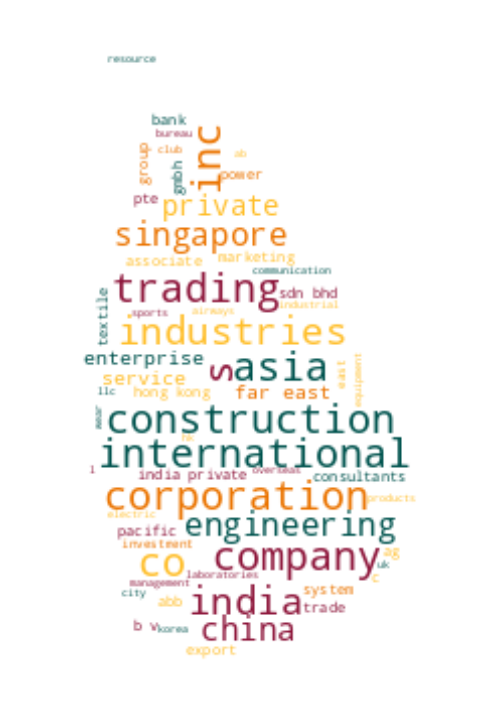 resource
bank
bureau
inc
group
club
ab
gmbh
power
pte
private
singapore
associate
marketing
communication
trading
sdn bhd
industrial
textile
sports
airways
industries
enterprise
s
asia
east
equipment
service
llc
hong kong
far east
wear
construction
hk
international
l
india private
overseas
consultants
corporation
products
electric
engineering
pacific
investment
co
company
ag
uk
c
laboratories
management
city
abb
india
system
trade
b v
korea
china
export